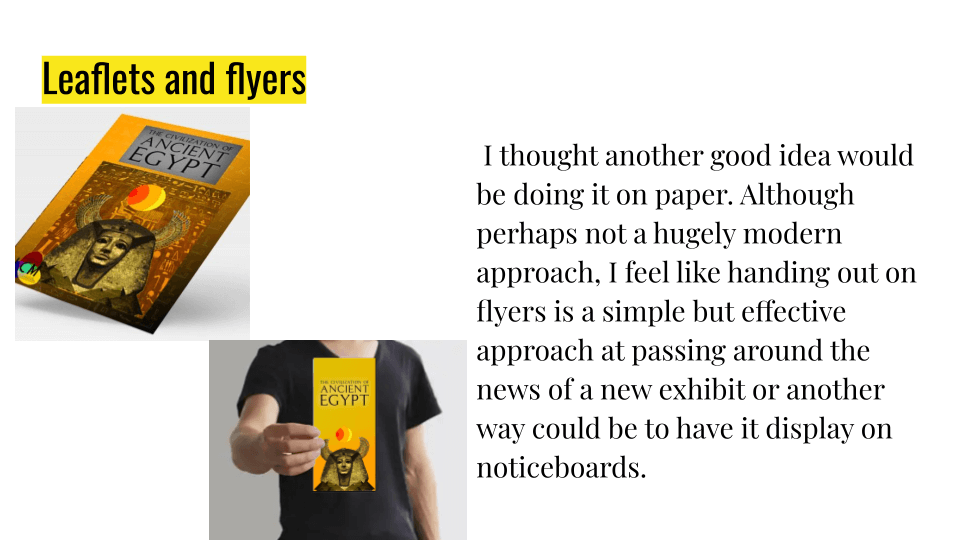 Leaflets and flyers
THE CIVILIZATION OF
ANCIENT
EGYPT
CM
I thought another good idea would
be doing it on paper. Although
perhaps not a hugely modern
approach, I feel like handing out on
flyers is a simple but effective
approach at passing around the
news of a new exhibit or another
way could be to have it display on
noticeboards.
THE CIVILIZATION OF
ANCIENT
EGYPT